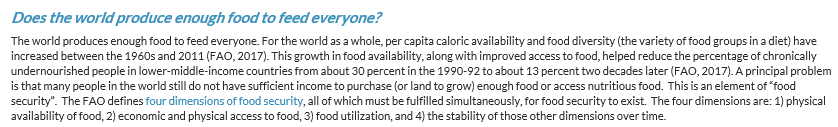 Does the world produce enough food to feed everyone?
The world produces enough food to feed everyone. For the world as a whole, per capita caloric availability and food diversity (the variety of food groups in a diet) have
increased between the 1960s and 2011 (FAO, 2017). This growth in food availability, along with improved access to food, helped reduce the percentage of chronically
undernourished people in lower-middle-income countries from about 30 percent in the 1990-92 to about 13 percent two decades later (FAO, 2017). A principal problem
is that many people in the world still do not have sufficient income to purchase (or land to grow) enough food or access nutritious food.  This is an element of "food
security".  The FAO defines four dimensions of food security, all of which must be fulfilled simultaneously, for food security to exist.  The four dimensions are: 1) physical
availability of food, 2) economic and physical access to food, 3) food utilization, and 4) the stability of those other dimensions over time.